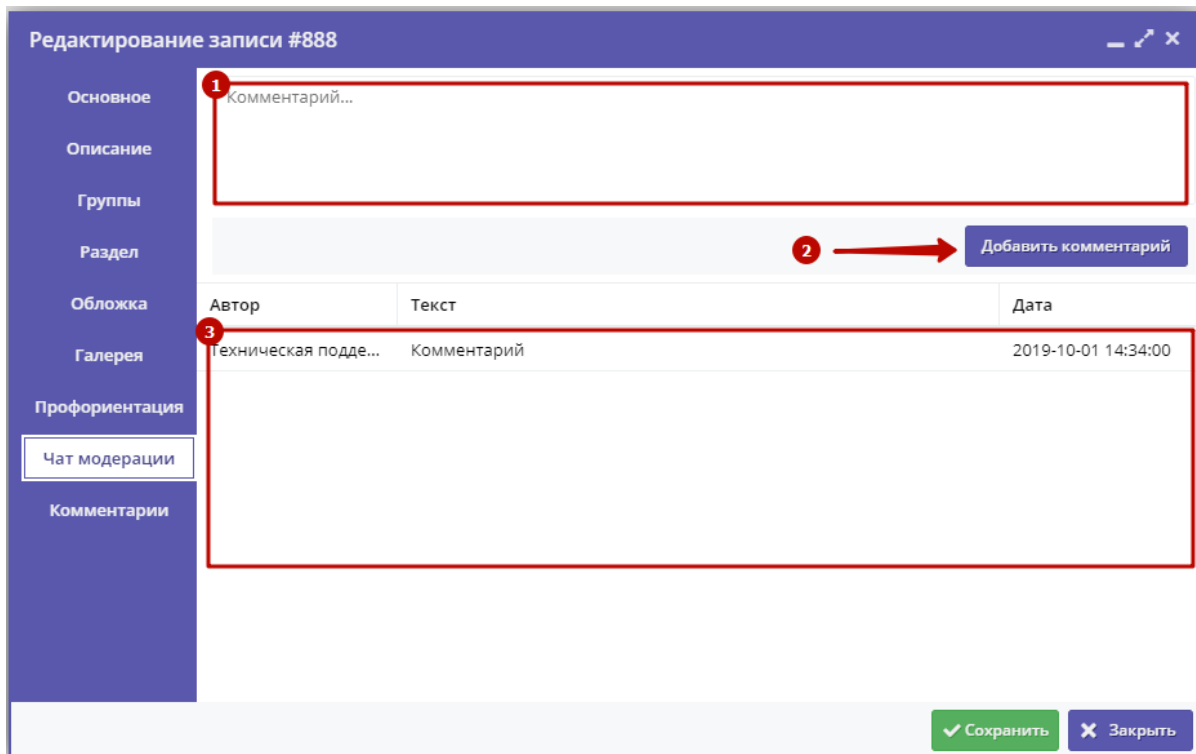 Редактирование записи #888
Основное
Описание
Группы
Раздел
Обложка
Галерея
Профориентация
Чат модерации
Комментарии
1
Комментарий...
2
Добавить комментарий
Автор Текст Дата
3
Техническая подде... Комментарий 2019-10-01 14:34:00
Сохранить Закрыть